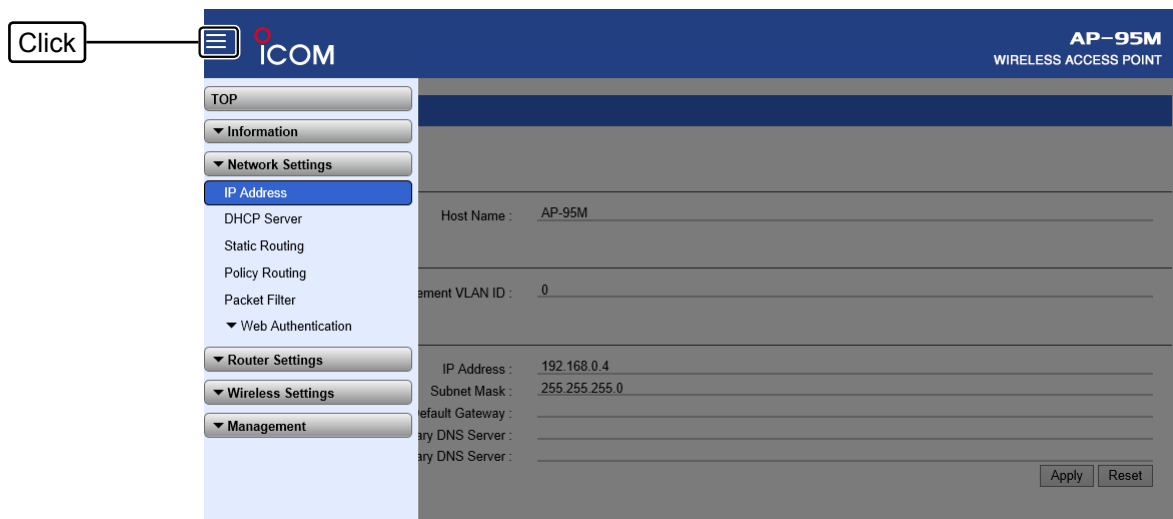 Click
ICOM
AP-95M
WIRELESS ACCESS POINT
TOP
Information
Network Settings
IP Address
DHCP Server
Static Routing
Policy Routing
Packet Filter
Web Authentication
Router Settings
Wireless Settings
Management
Host Name : AP-95M
ement VLAN ID : 0
IP Address : 192.168.0.4
Subnet Mask : 255.255.255.0
efault Gateway :
ary DNS Server :
ary DNS Server :
Apply Reset